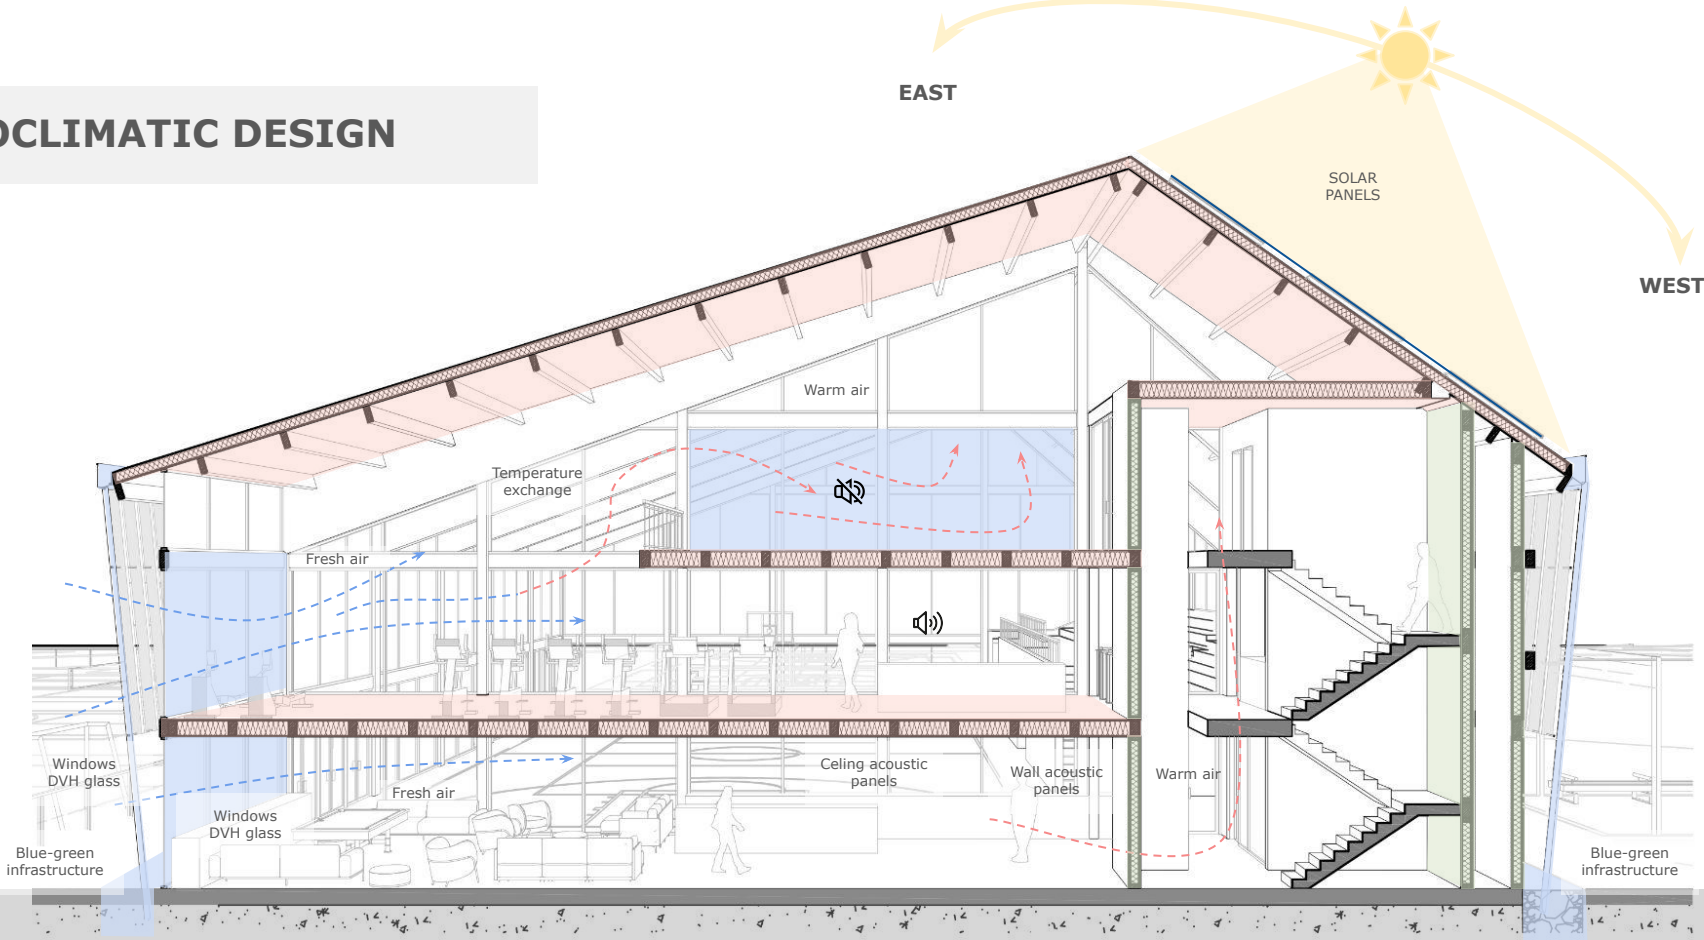 OCLIMATIC DESIGN
EAST
SOLAR
PANELS
WEST
Warm air
Temperature
exchange
Fresh air
Windows
DVH glass
Celing acoustic
panels
Wall acoustic
panels
Warm air
Fresh air
Windows
DVH glass
Blue-green
infrastructure
Blue-green
infrastructure